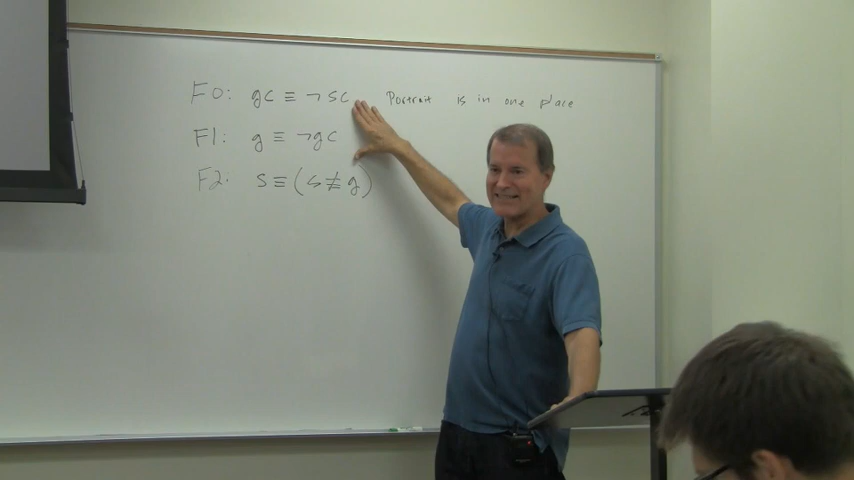 F0: gc ≡ ¬ sc Portrait is in one place
F1: g ≡ ¬ gc
F2: s ≡ (s ≢ g)